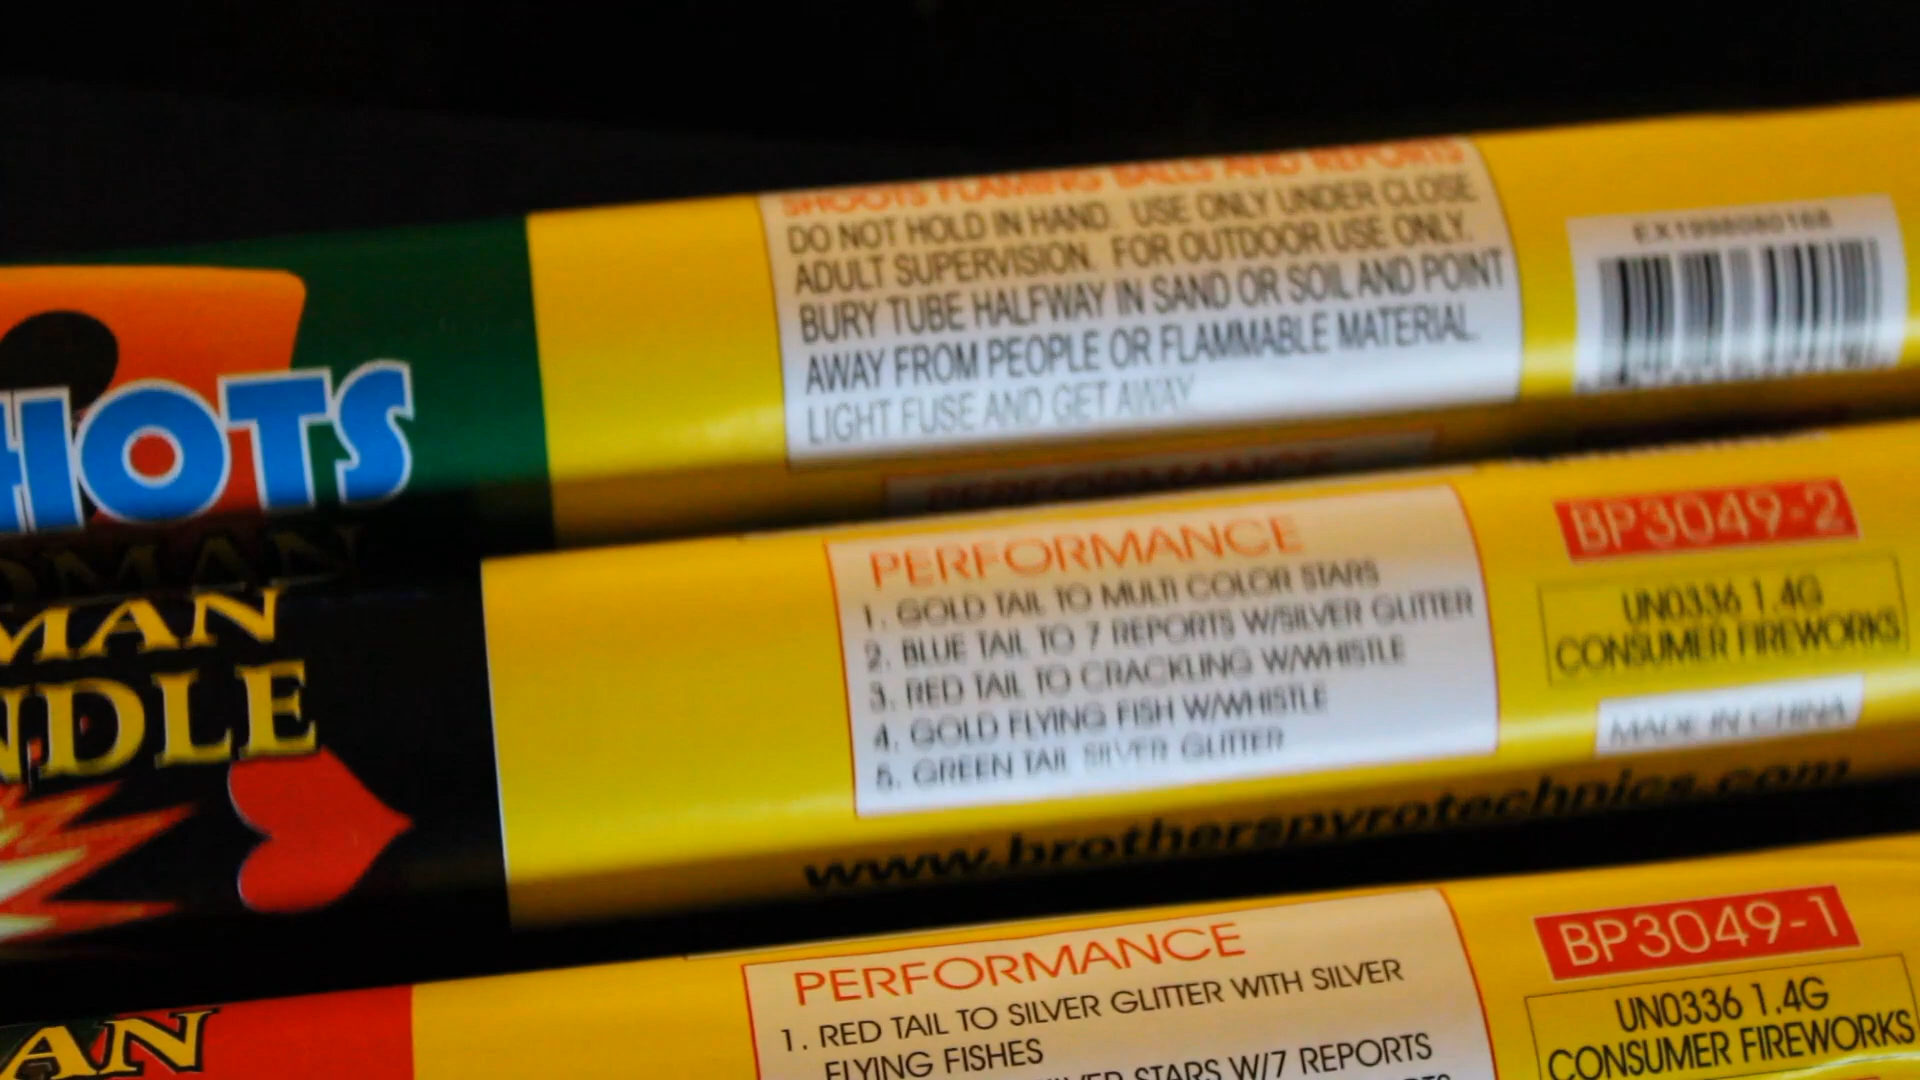 SHOOTS FLAMING BALLS AND REPORTS
DO NOT HOLD IN HAND. USE ONLY UNDER CLOSE
ADULT SUPERVISION. FOR OUTDOOR USE ONLY.
BURY TUBE HALFWAY IN SAND OR SOIL AND POINT
AWAY FROM PEOPLE OR FLAMMABLE MATERIAL.
LIGHT FUSE AND GET AWAY
EX1998080168
HOTS
MAN
NDLE
PERFORMANCE
PERFORMANCE
1. GOLD TAIL TO MULTI COLOR STARS
2. BLUE TAIL TO 7 REPORTS W/SILVER GLITTER
3. RED TAIL TO CRACKLING W/WHISTLE
4. GOLD FLYING FISH W/WHISTLE
5. GREEN TAIL SILVER GLITTER
BP3049-2
UN0336 1.4G
CONSUMER FIREWORKS
MADE IN CHINA
www.brotherspyrotechnics.com
AN
PERFORMANCE
1. RED TAIL TO SILVER GLITTER WITH SILVER
FLYING FISHES
STARS W/7 REPORTS
BP3049-1
UN0336 1.4G
CONSUMER FIREWORKS